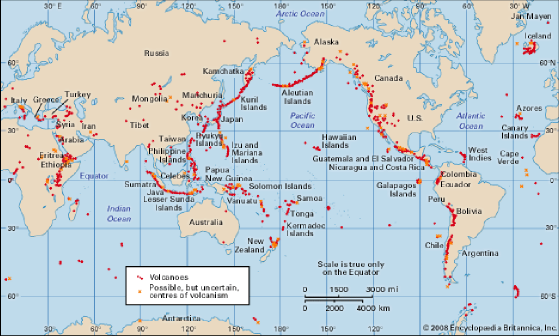 Arctic Ocean
Jan Mayen
Iceland
Alaska
Russia
Kamchatka
Canada
Aleutian
Islands
Italy
Greece
Turkey
Mongolia
Manchuria
Kuril
Islands
Korea
Japan
Syria
Iran
Tibet
Pacific
Ocean
U.S.
Atlantic
Ocean
Azores
Canary
Islands
Arabia
Taiwan
Ryukyu
Islands
Izu and
Mariana
Islands
Hawaiian
Islands
Philippine
Islands
Guatemala and El Salvador
Nicaragua and Costa Rica
West
Indies
Cape
Verde
Eritrea
Ethiopia
Equator
Celebes
Papua
New Guinea
Solomon Islands
Galapagos
Islands
Colombia
Ecuador
Sumatra
Java
Lesser Sunda
Islands
Vanuatu
Samoa
Tonga
Kermadec
Islands
Peru
Bolivia
Indian
Ocean
Australia
New
Zealand
Chile
Argentina
Scale is true only
on the Equator
0 1500 3000 mi
0 2000 4000 km
Volcanoes
Possible, but uncertain,
centres of volcanism
Antarctica
© 2008 Encyclopædia Britannica, Inc.
30 E
60
90
120
150
180
150
120
90
60
30 W
60°N
30°N
0°
30°S
60°S